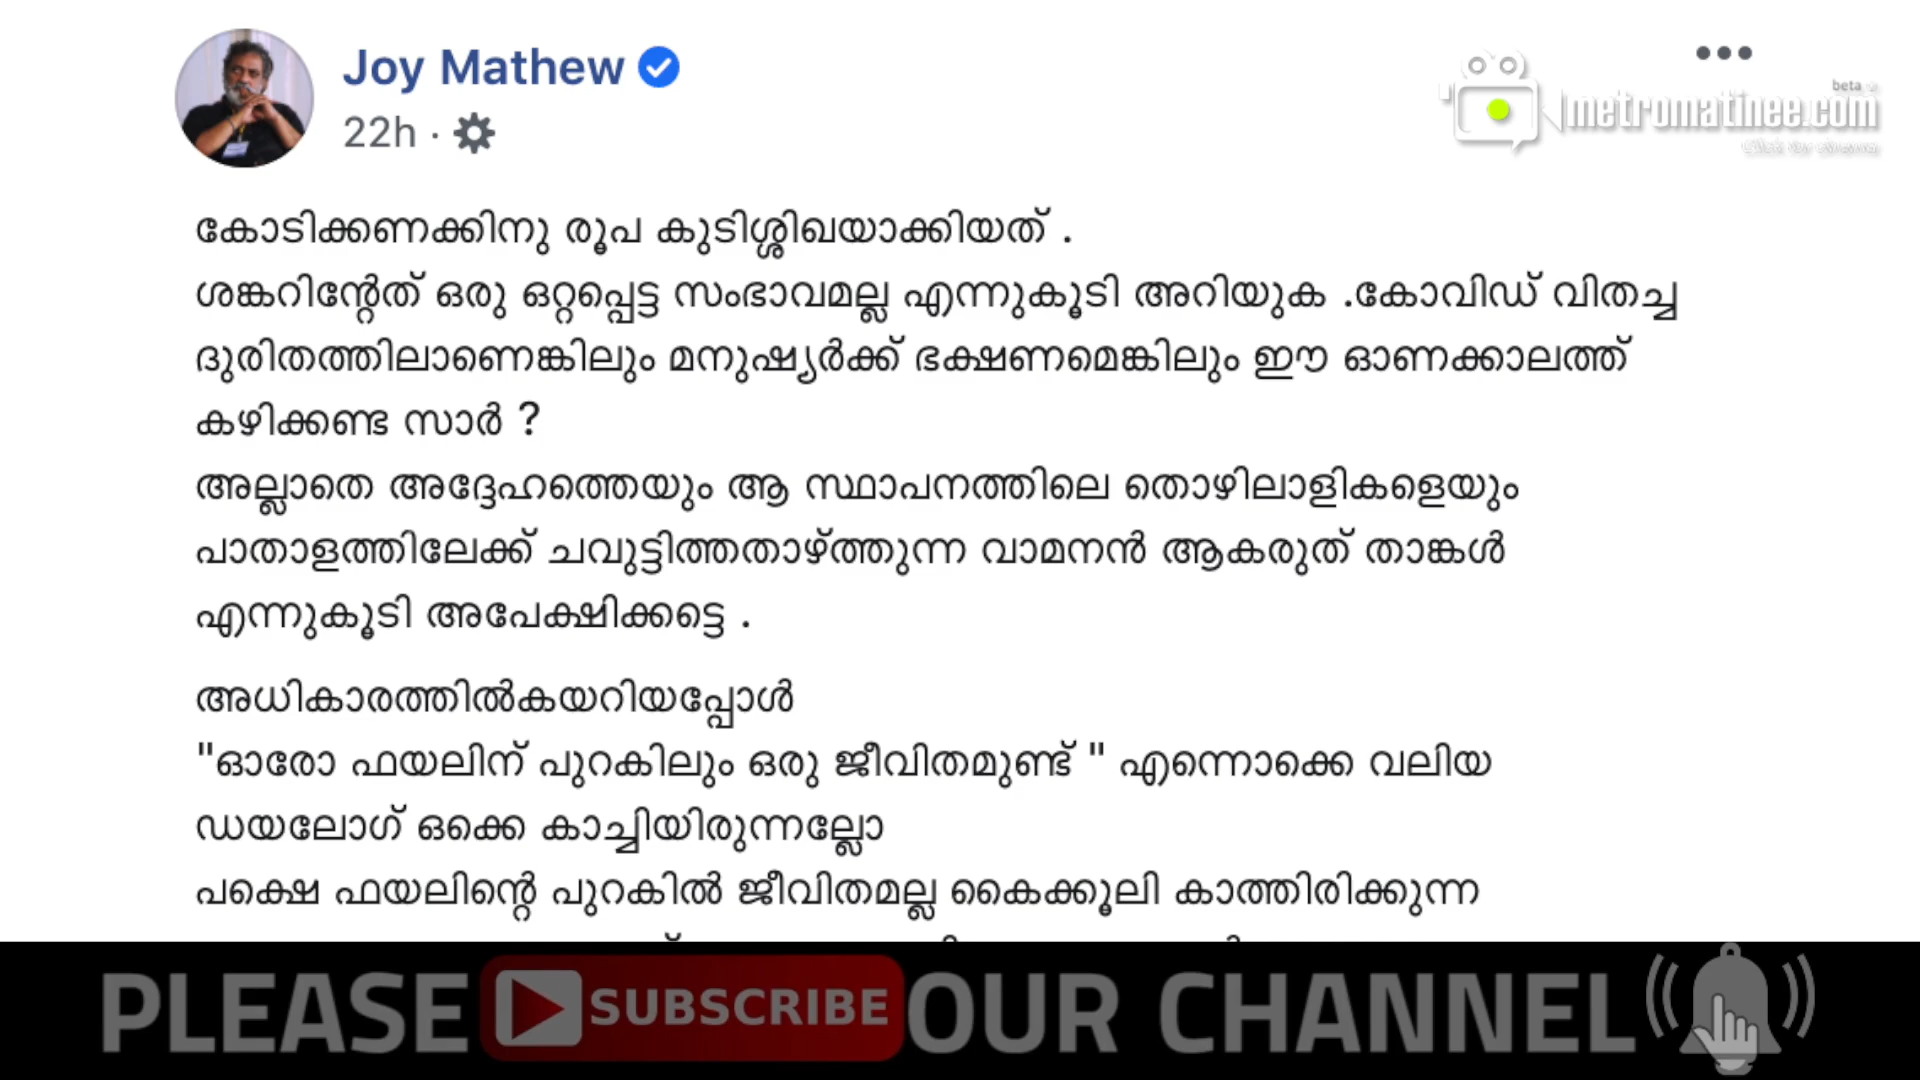 Joy Mathew
22h ·
beta
metromatinee.com
കോടിക്കണക്കിനു രൂപ കുടിശ്ശിഖയാക്കിയത് .
ശങ്കറിന്റേത് ഒരു ഒറ്റപ്പെട്ട സംഭാവമല്ല എന്നുകൂടി അറിയുക .കോവിഡ് വിതച്ച
ദുരിതത്തിലാണെങ്കിലും മനുഷ്യർക്ക് ഭക്ഷണമെങ്കിലും ഈ ഓണക്കാലത്ത്
കഴിക്കണ്ട സാർ ?
അല്ലാതെ അദ്ദേഹത്തെയും ആ സ്ഥാപനത്തിലെ തൊഴിലാളികളെയും
പാതാളത്തിലേക്ക് ചവുട്ടിത്തതാഴ്ത്തുന്ന വാമനൻ ആകരുത് താങ്കൾ
എന്നുകൂടി അപേക്ഷിക്കട്ടെ .
അധികാരത്തിൽകയറിയപ്പോൾ
"ഓരോ ഫയലിന് പുറകിലും ഒരു ജീവിതമുണ്ട് " എന്നൊക്കെ വലിയ
ഡയലോഗ് ഒക്കെ കാച്ചിയിരുന്നല്ലോ
പക്ഷെ ഫയലിന്റെ പുറകിൽ ജീവിതമല്ല കൈക്കൂലി കാത്തിരിക്കുന്ന
PLEASE SUBSCRIBE OUR CHANNEL